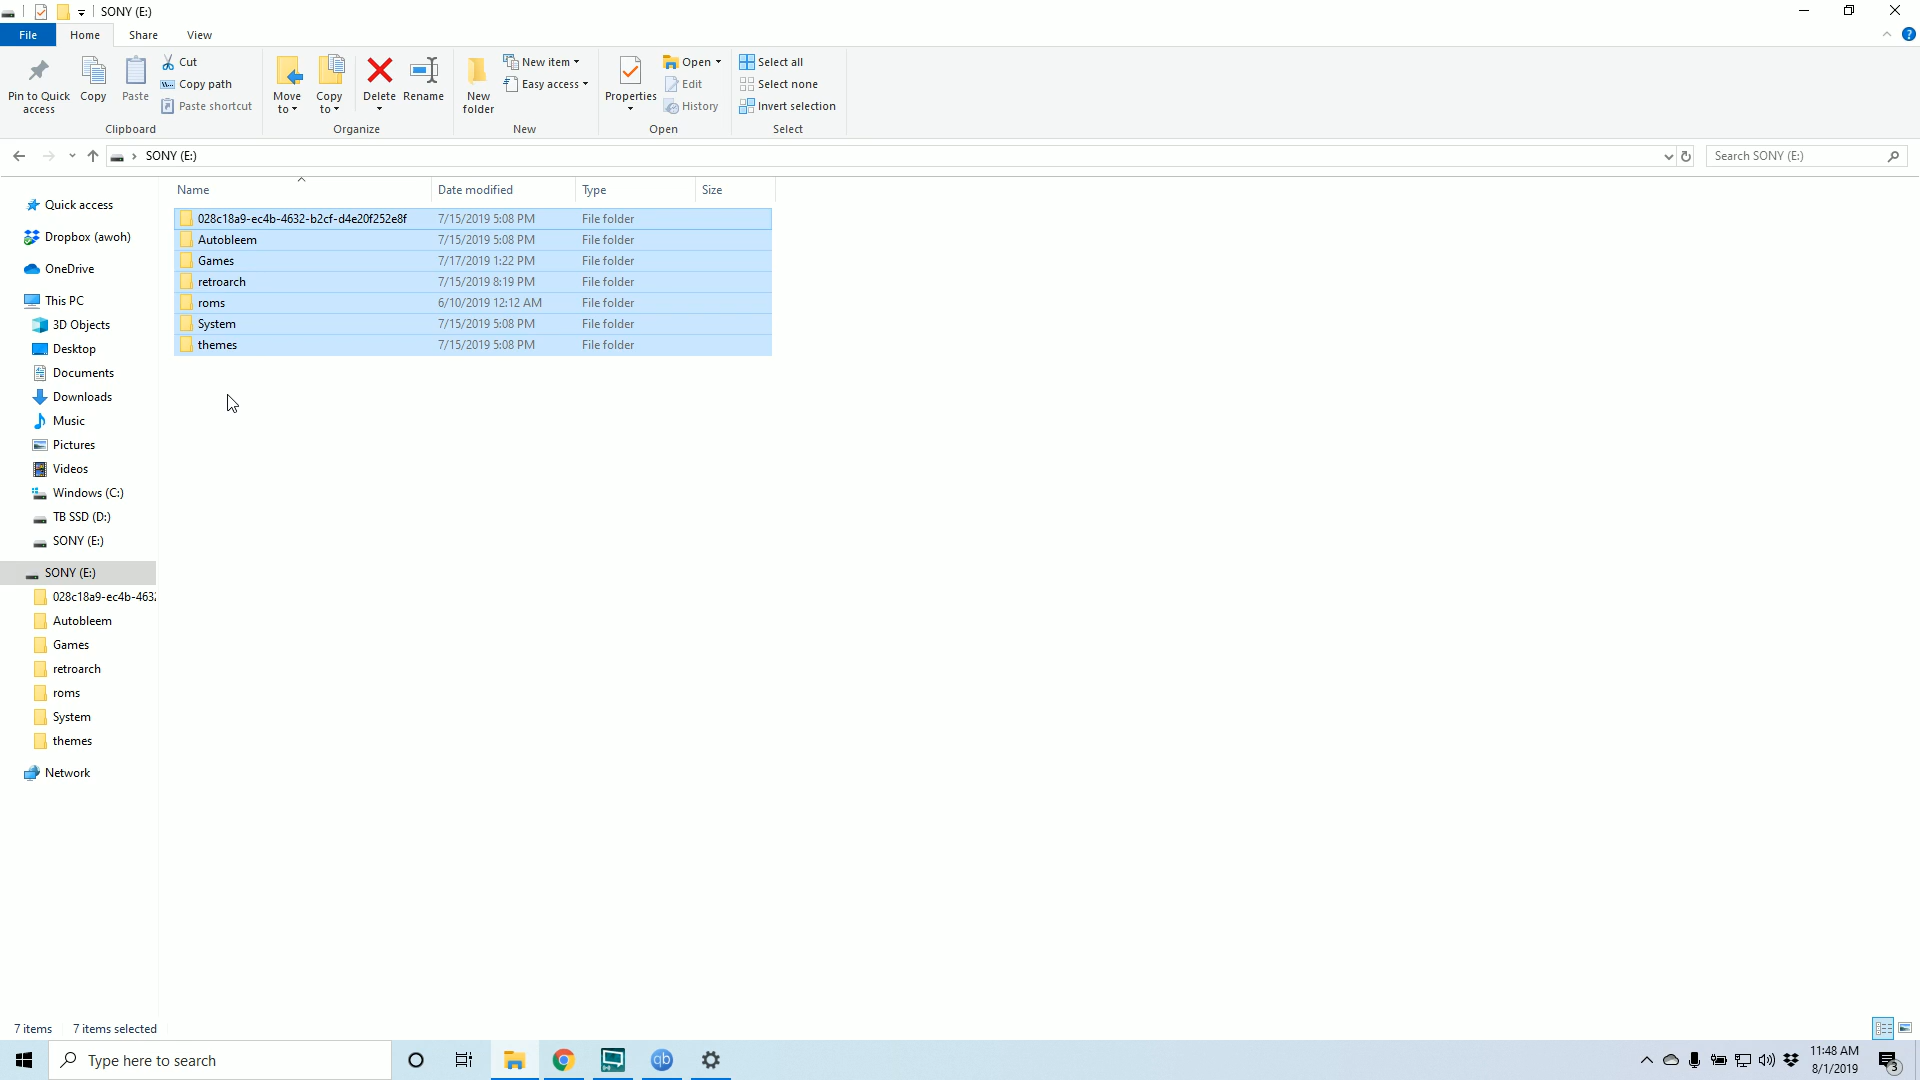 SONY (E:)
File Home Share View
Pin to Quick access
Copy
Paste
Cut
Copy path
Paste shortcut
Clipboard
Move to
Copy to
Delete
Rename
Organize
New folder
New item
Easy access
New
Properties
Open
Edit
History
Open
Select all
Select none
Invert selection
Select
SONY (E:)
Search SONY (E:)
Name Date modified Type Size
028c18a9-ec4b-4632-b2cf-d4e20f252e8f 7/15/2019 5:08 PM File folder
Autobleem 7/15/2019 5:08 PM File folder
Games 7/17/2019 1:22 PM File folder
retroarch 7/15/2019 8:19 PM File folder
roms 6/10/2019 12:12 AM File folder
System 7/15/2019 5:08 PM File folder
themes 7/15/2019 5:08 PM File folder
Quick access
Dropbox (awoh)
OneDrive
This PC
3D Objects
Desktop
Documents
Downloads
Music
Pictures
Videos
Windows (C:)
TB SSD (D:)
SONY (E:)
SONY (E:)
028c18a9-ec4b-4632
Autobleem
Games
retroarch
roms
System
themes
Network
7 items 7 items selected
Type here to search
qb
11:48 AM
8/1/2019
3